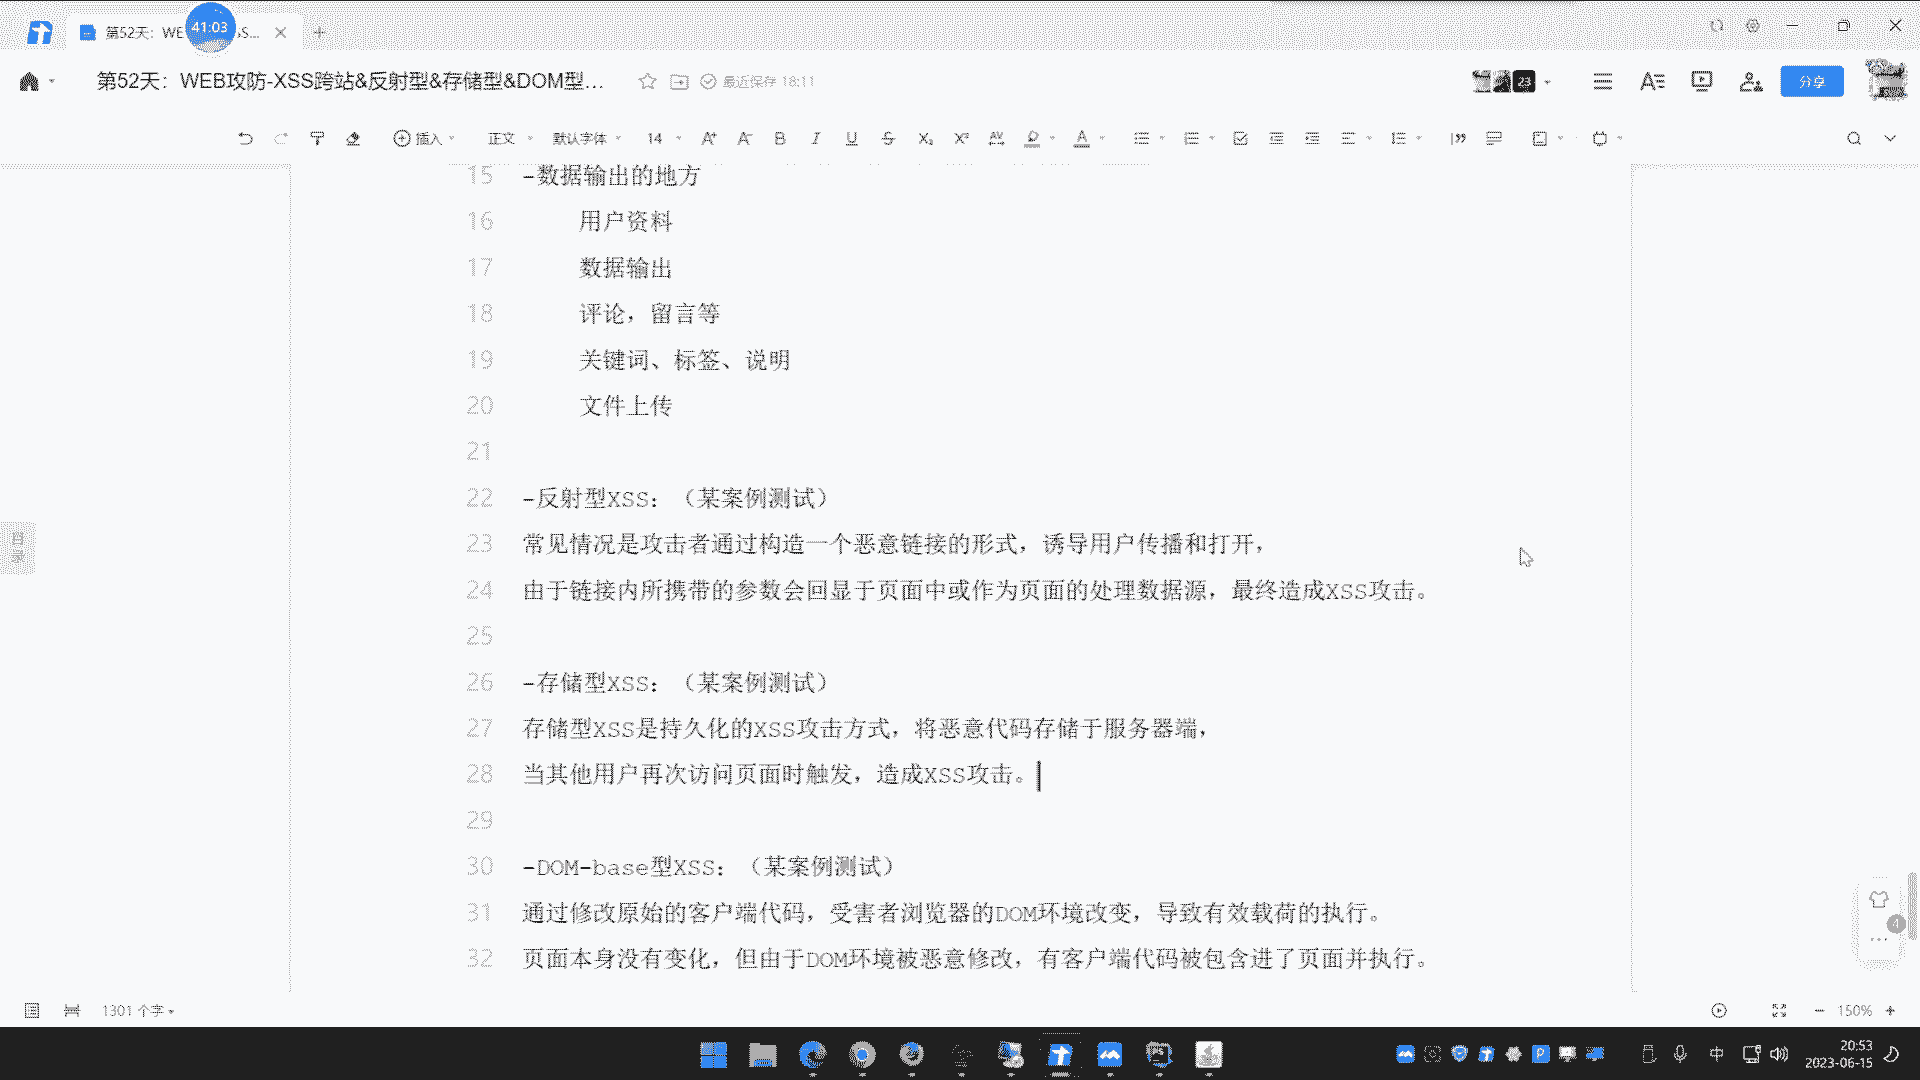 第52天：WE
41:03
S...
第52天：WEB攻防-XSS跨站&反射型&存储型&DOM型...
最近保存 18:11
23
分享
插入
正文
默认字体
14
15 -数据输出的地方
16 用户资料
17 数据输出
18 评论，留言等
19 关键词、标签、说明
20 文件上传
21
22 -反射型XSS：（某案例测试）
23 常见情况是攻击者通过构造一个恶意链接的形式，诱导用户传播和打开，
24 由于链接内所携带的参数会回显于页面中或作为页面的处理数据源，最终造成XSS攻击。
25
26 -存储型XSS：（某案例测试）
27 存储型XSS是持久化的XSS攻击方式，将恶意代码存储于服务器端，
28 当其他用户再次访问页面时触发，造成XSS攻击。
29
30 -DOM-base型XSS：（某案例测试）
31 通过修改原始的客户端代码，受害者浏览器的DOM环境改变，导致有效载荷的执行。
32 页面本身没有变化，但由于DOM环境被恶意修改，有客户端代码被包含进了页面并执行。
目录
4
1301 个字
150%
中
20:53
2023-06-15